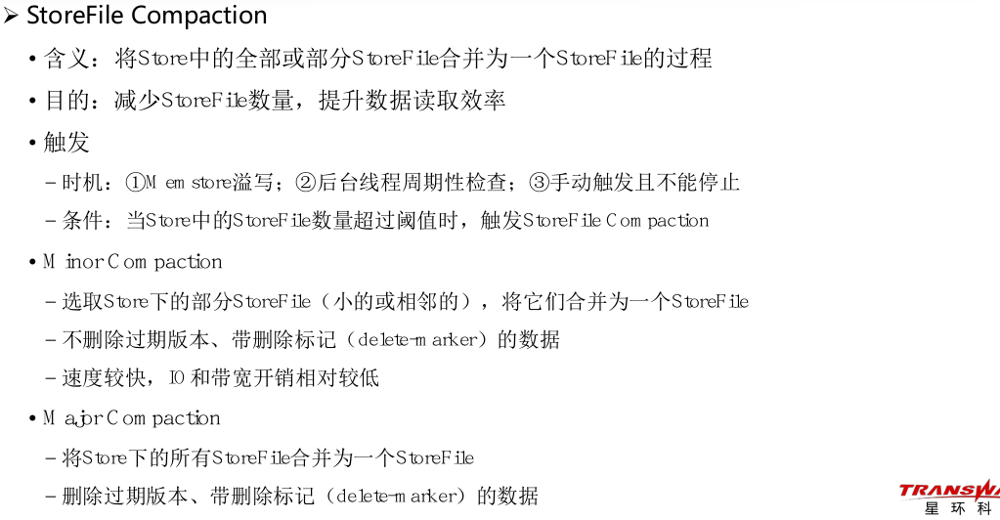 ➢ StoreFile Compaction
• 含义：将Store中的全部或部分StoreFile合并为一个StoreFile的过程
• 目的：减少StoreFile数量，提升数据读取效率
• 触发
– 时机：①Memstore溢写；②后台线程周期性检查；③手动触发且不能停止
– 条件：当Store中的StoreFile数量超过阈值时，触发StoreFile Compaction
• Minor Compaction
– 选取Store下的部分StoreFile（小的或相邻的），将它们合并为一个StoreFile
– 不删除过期版本、带删除标记（delete-marker）的数据
– 速度较快，IO 和带宽开销相对较低
• Major Compaction
– 将Store下的所有StoreFile合并为一个StoreFile
– 删除过期版本、带删除标记（delete-marker）的数据
TRANSWA
星 环 科